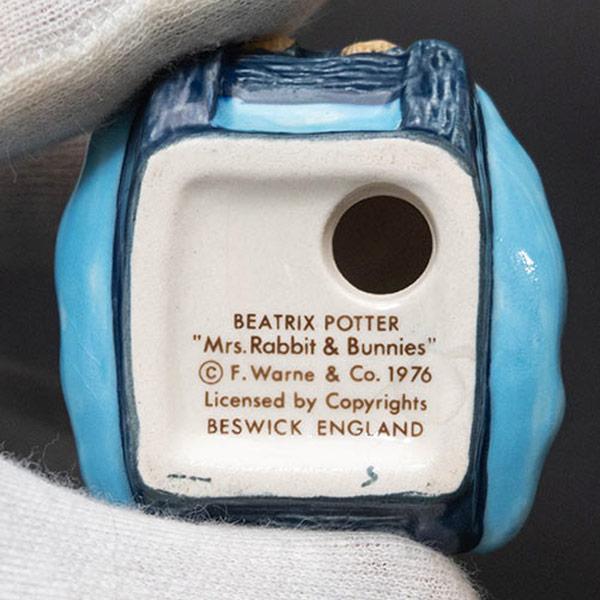 BEATRIX POTTER
"Mrs. Rabbit & Bunnies"
© F. Warne & Co. 1976
Licensed by Copyrights
BESWICK ENGLAND